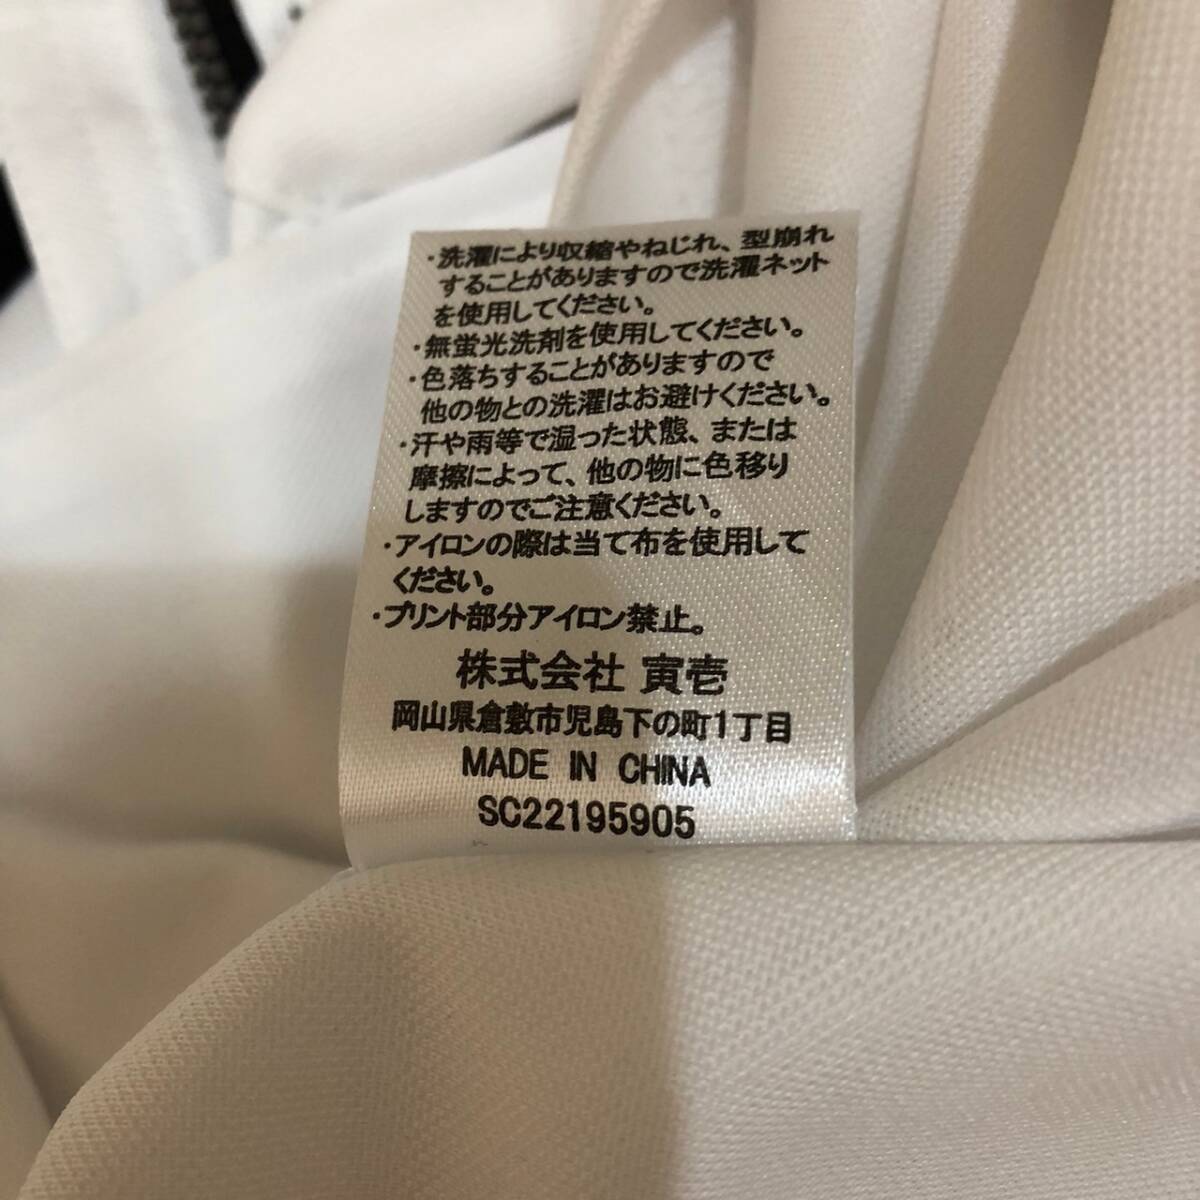 ・洗濯により収縮やねじれ、型崩れ
することがありますので洗濯ネット
を使用してください。
・無蛍光洗剤を使用してください。
・色落ちすることがありますので
他の物との洗濯はお避けください。
・汗や雨等で湿った状態、または
摩擦によって、他の物に色移り
しますのでご注意ください。
・アイロンの際は当て布を使用して
ください。
・プリント部分アイロン禁止。
株式会社 寅壱
岡山県倉敷市児島下の町1丁目
MADE IN CHINA
SC22195905